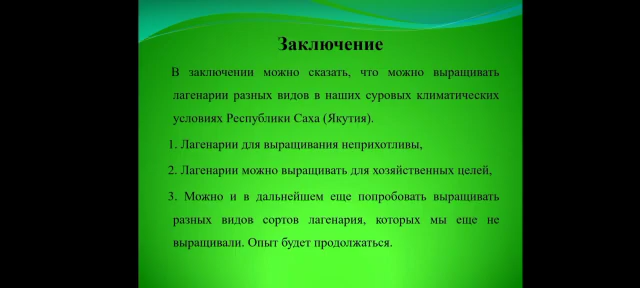 Заключение
В заключении можно сказать, что можно выращивать
лагенарии разных видов в наших суровых климатических
условиях Республики Саха (Якутия).
1. Лагенарии для выращивания неприхотливы,
2. Лагенарии можно выращивать для хозяйственных целей,
3. Можно и в дальнейшем еще попробовать выращивать
разных видов сортов лагенария, которых мы еще не
выращивали. Опыт будет продолжаться.